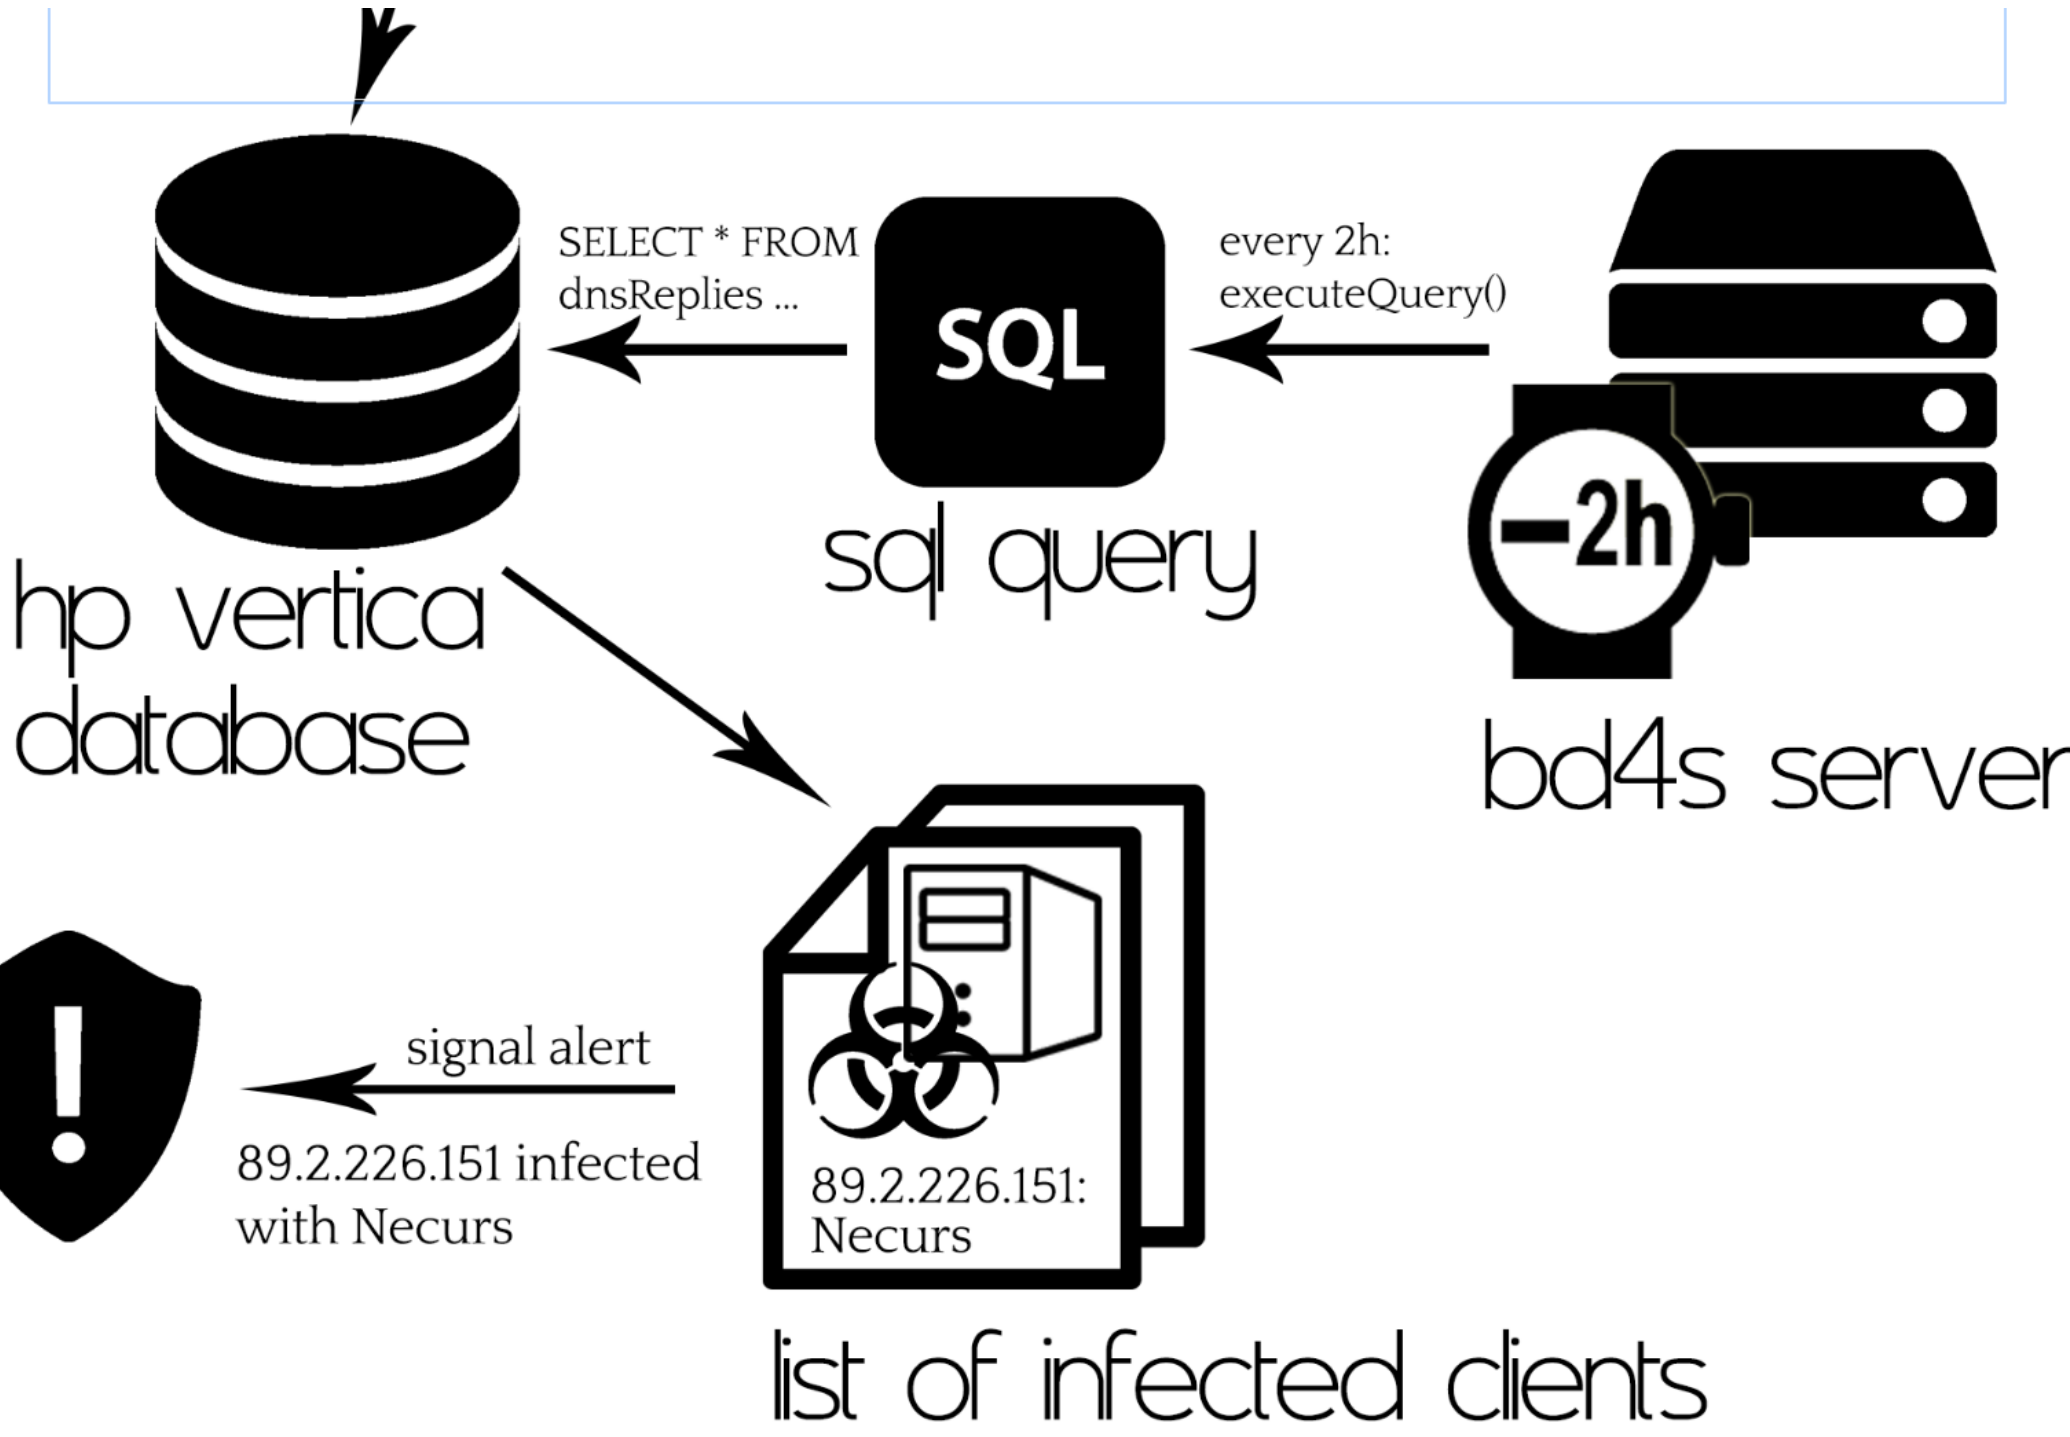 SELECT * FROM
dnsReplies ...
SQL
every 2h:
executeQuery()
-2h
hp vertica
database
sql query
bd4s server
signal alert
89.2.226.151 infected
with Necurs
!
89.2.226.151:
Necurs
list of infected clients